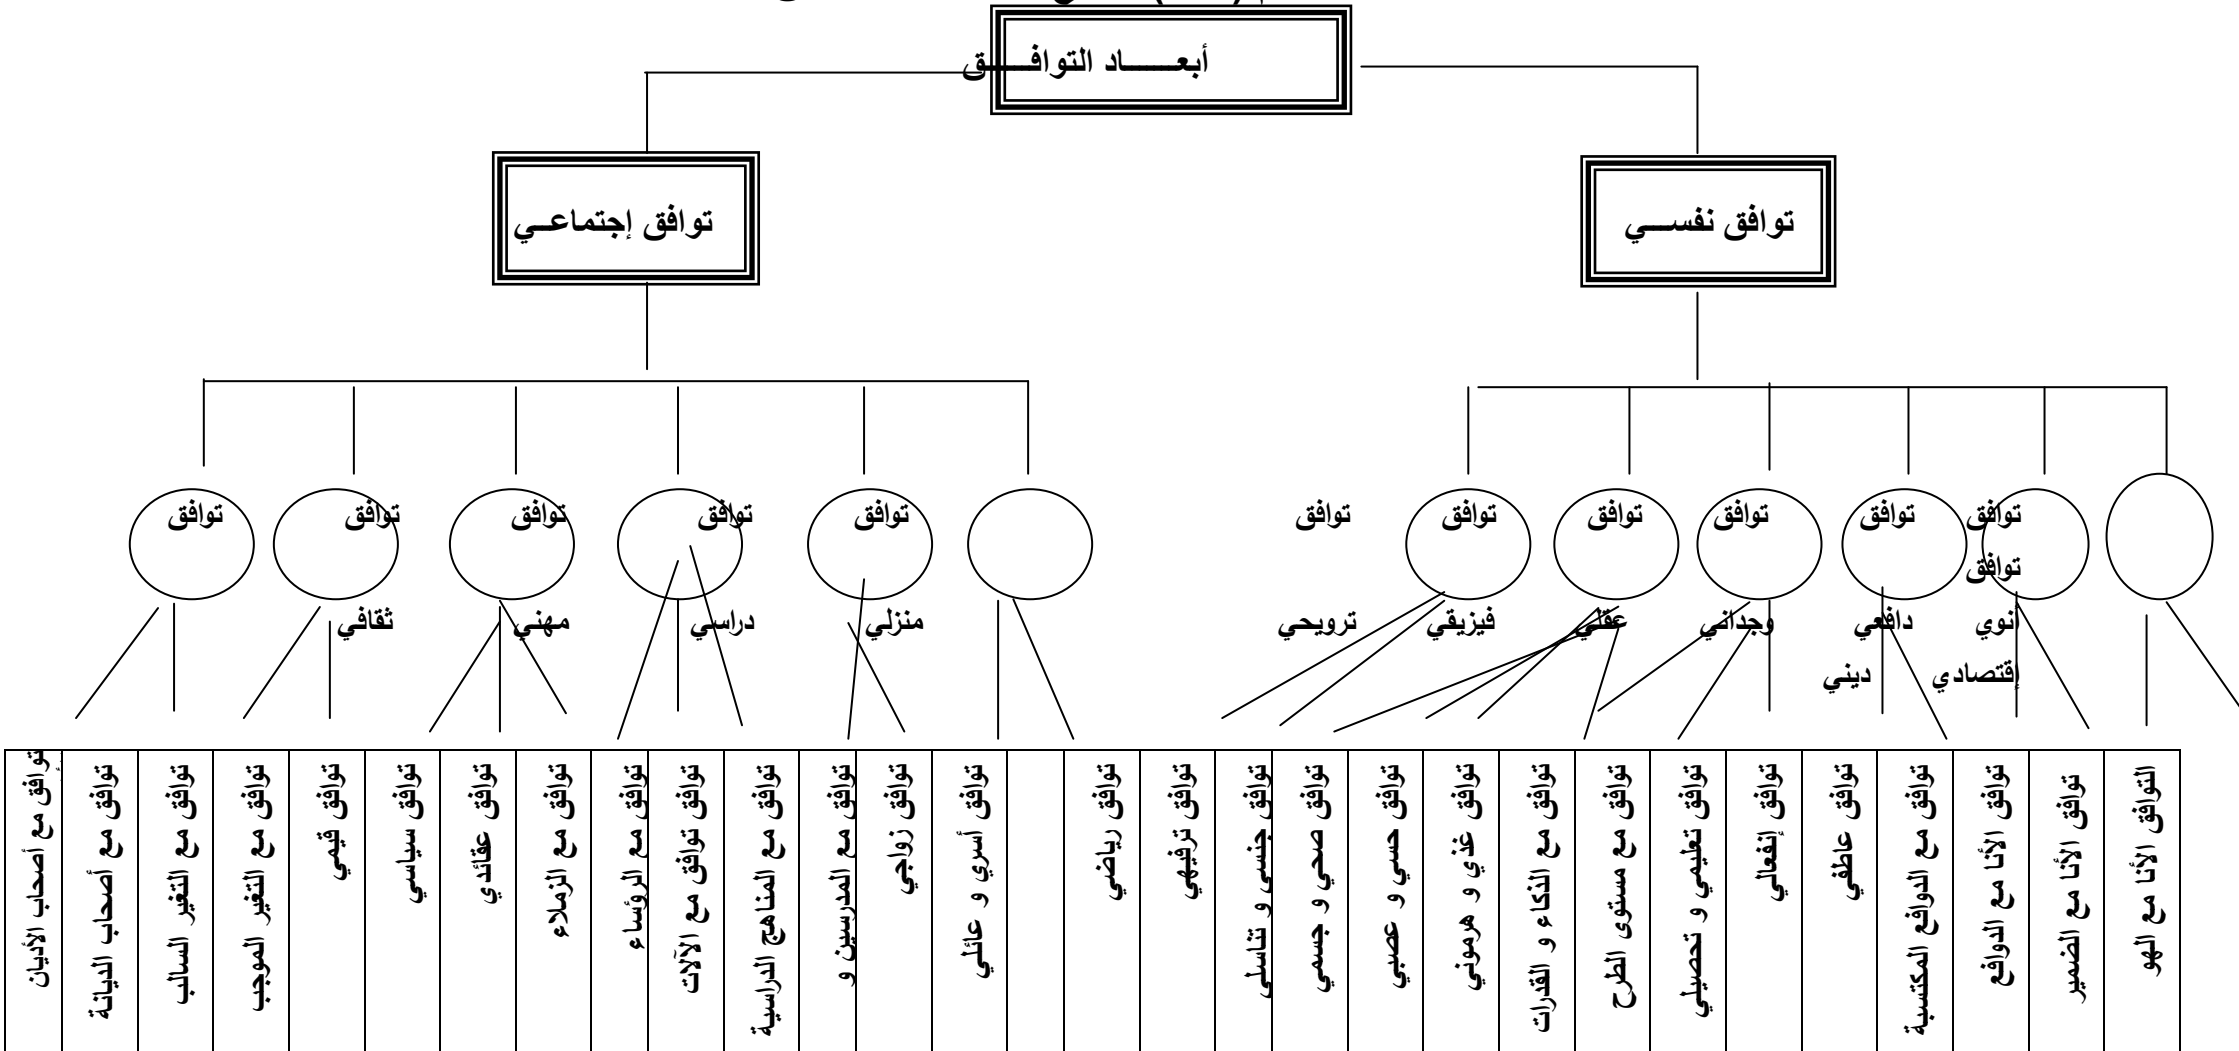 أبعـــــاد التوافـــــق
توافق نفســـي
توافق إجتماعـي
توافق توافق توافق توافق توافق توافق توافق توافق توافق توافق
توافق
أنوي دافعي وجداني عقلي فيزيقي ترويحي منزلي دراسي مهني ثقافي
إقتصادي ديني
التوافق الأنا مع الهو
توافق الأنا مع الضمير
توافق الأنا مع الدوافع
توافق مع الدوافع المكتسبة
توافق عاطفي
توافق إنفعالي
توافق تعليمي و تحصيلي
توافق مع مستوى الطرح
توافق مع الذكاء و القدرات
توافق غذي و هرموني
توافق حسي و عصبي
توافق صحي و جسمي
توافق جنسي و تناسلي
توافق ترفيهي
توافق رياضي
توافق أسري و عائلي
توافق زواجي
توافق مع المدرسين و
توافق مع المناهج الدراسية
توافق توافق مع الآلات
توافق مع الرؤساء
توافق مع الزملاء
توافق عقائدي
توافق سياسي
توافق قيمي
توافق مع التغير الموجب
توافق مع التغير السالب
توافق مع أصحاب الديانة
توافق مع أصحاب الأديان